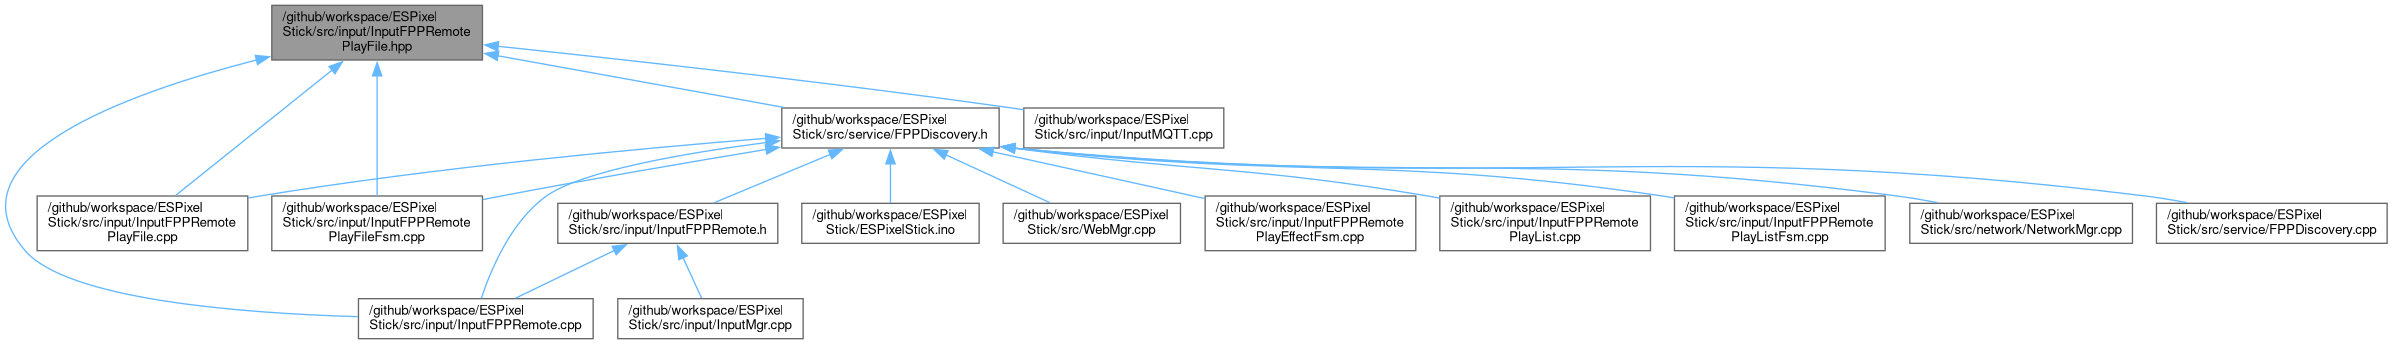 /github/workspace/ESPixel
Stick/src/input/InputFPPRemote
PlayFile.hpp
/github/workspace/ESPixel
Stick/src/service/FPPDiscovery.h
/github/workspace/ESPixel
Stick/src/input/InputMQTT.cpp
/github/workspace/ESPixel
Stick/src/input/InputFPPRemote
PlayFile.cpp
/github/workspace/ESPixel
Stick/src/input/InputFPPRemote
PlayFileFsm.cpp
/github/workspace/ESPixel
Stick/src/input/InputFPPRemote.h
/github/workspace/ESPixel
Stick/ESPixelStick.ino
/github/workspace/ESPixel
Stick/src/WebMgr.cpp
/github/workspace/ESPixel
Stick/src/input/InputFPPRemote
PlayEffectFsm.cpp
/github/workspace/ESPixel
Stick/src/input/InputFPPRemote
PlayList.cpp
/github/workspace/ESPixel
Stick/src/input/InputFPPRemote
PlayListFsm.cpp
/github/workspace/ESPixel
Stick/src/network/NetworkMgr.cpp
/github/workspace/ESPixel
Stick/src/service/FPPDiscovery.cpp
/github/workspace/ESPixel
Stick/src/input/InputFPPRemote.cpp
/github/workspace/ESPixel
Stick/src/input/InputMgr.cpp